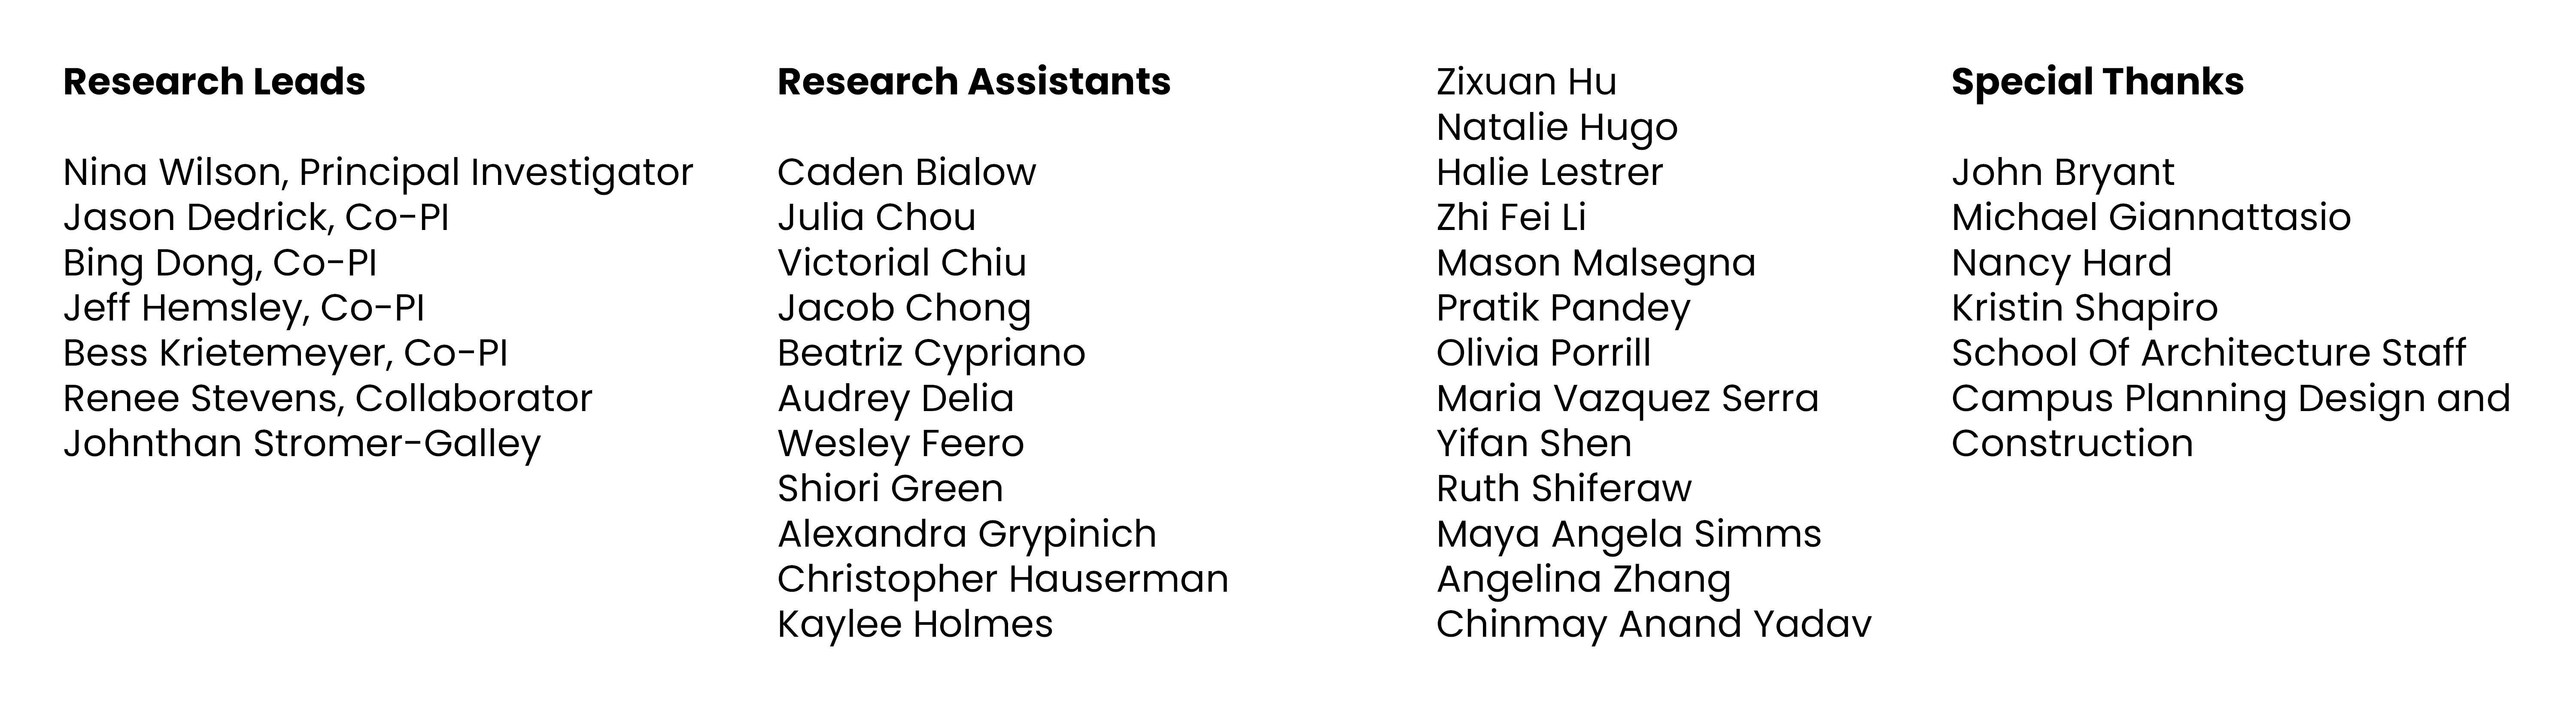 Research Leads
Nina Wilson, Principal Investigator
Jason Dedrick, Co-PI
Bing Dong, Co-PI
Jeff Hemsley, Co-PI
Bess Krietemeyer, Co-PI
Renee Stevens, Collaborator
Johnthan Stromer-Galley
Research Assistants
Caden Bialow
Julia Chou
Victorial Chiu
Jacob Chong
Beatriz Cypriano
Audrey Delia
Wesley Feero
Shiori Green
Alexandra Grypinich
Christopher Hauserman
Kaylee Holmes
Zixuan Hu
Natalie Hugo
Halie Lestrer
Zhi Fei Li
Mason Malsegna
Pratik Pandey
Olivia Porrill
Maria Vazquez Serra
Yifan Shen
Ruth Shiferaw
Maya Angela Simms
Angelina Zhang
Chinmay Anand Yadav
Special Thanks
John Bryant
Michael Giannattasio
Nancy Hard
Kristin Shapiro
School Of Architecture Staff
Campus Planning Design and
Construction